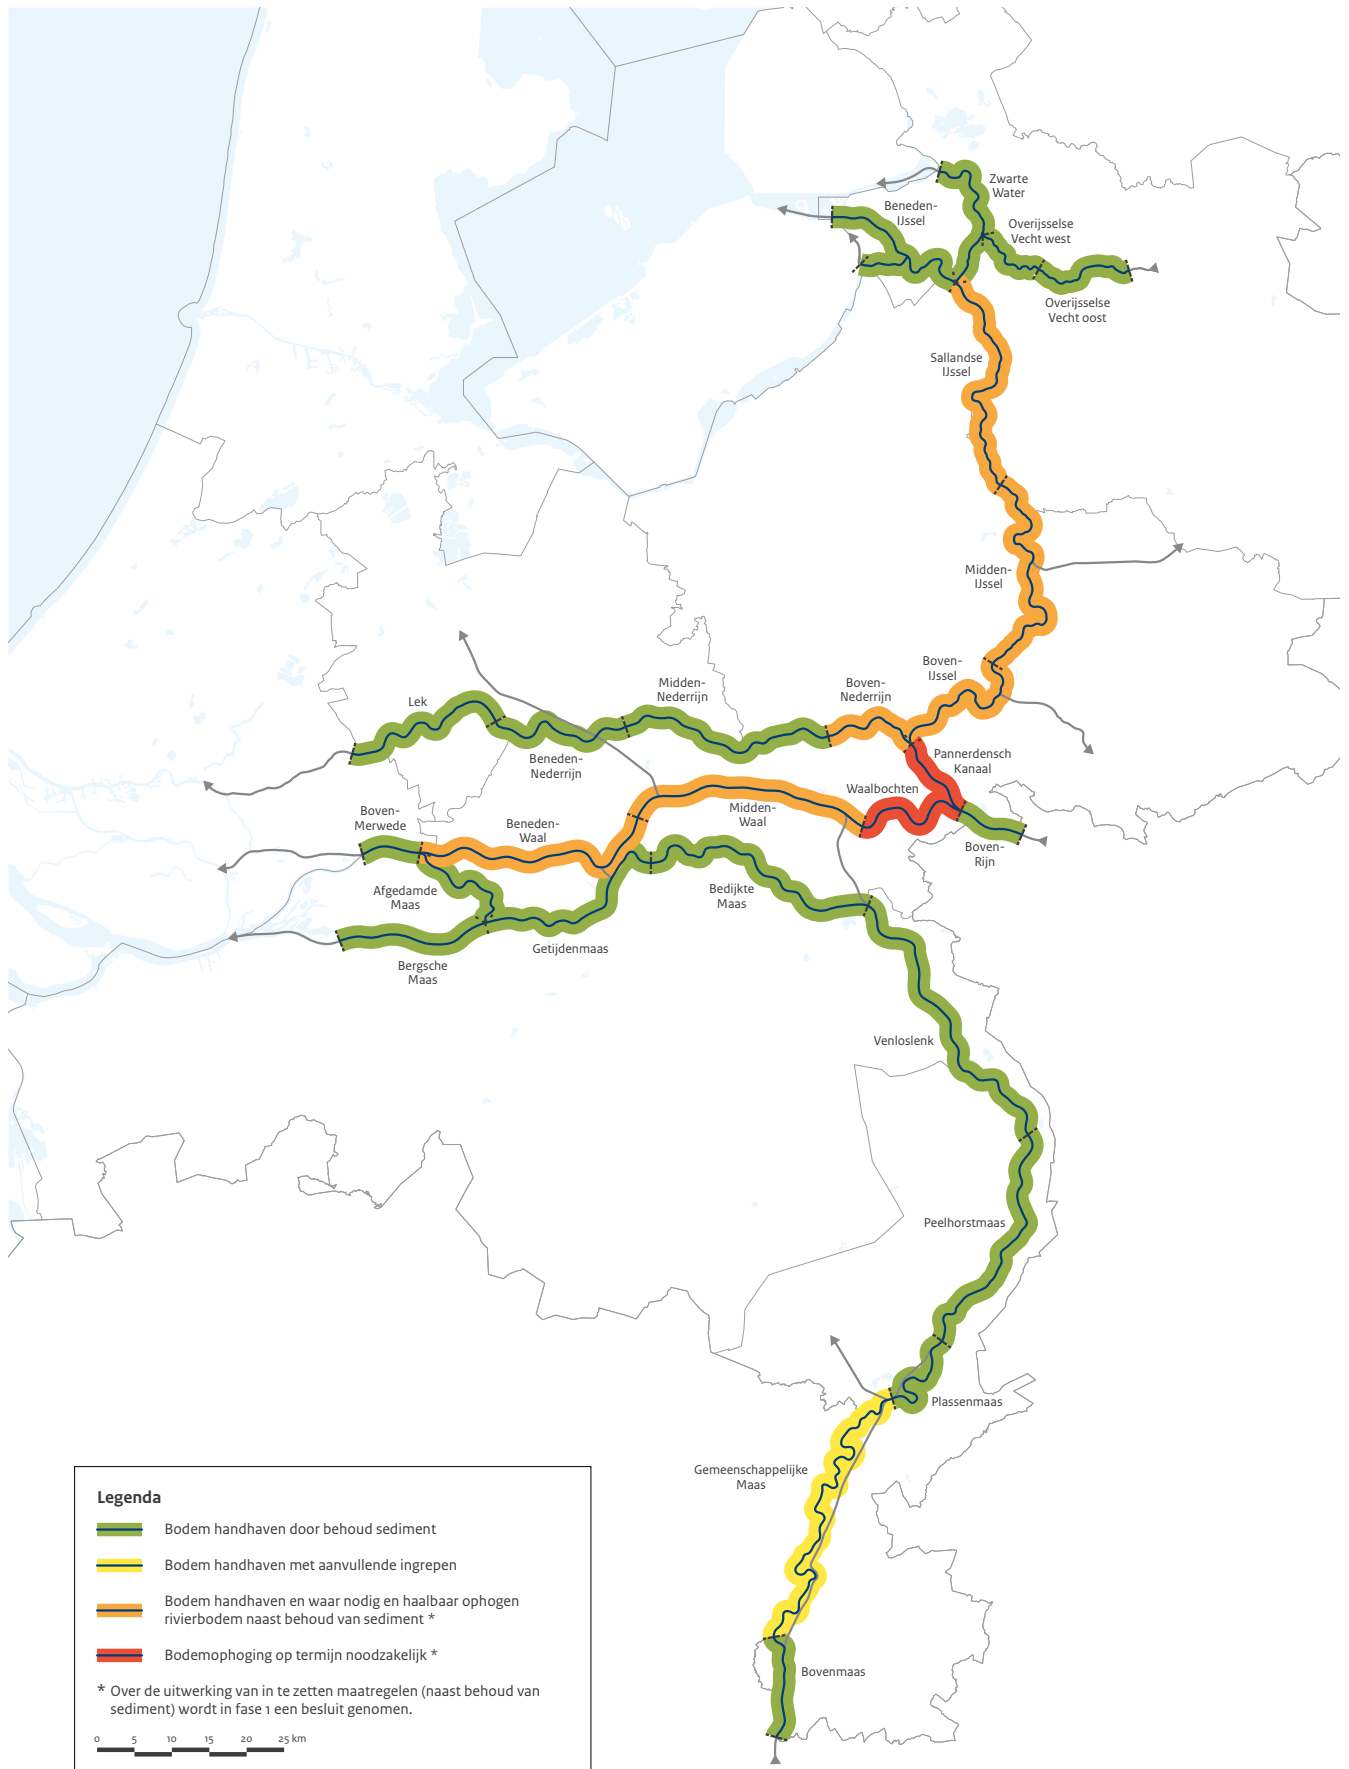 Zwarte
Water
Beneden-
IJssel
Overijsselse
Vecht west
Overijsselse
Vecht oost
Sallandse
IJssel
Midden-
IJssel
Boven-
IJssel
Boven-
Nederrijn
Midden-
Nederrijn
Lek
Beneden-
Nederrijn
Pannerdensch
Kanaal
Waalbochten
Midden-
Waal
Boven-
Merwede
Beneden-
Waal
Boven-
Rijn
Afgedamde
Maas
Bedijkte
Maas
Getijdenmaas
Bergsche
Maas
Venloslenk
Peelhorstmaas
Plassenmaas
Gemeenschappelijke
Maas
Bovenmaas
Legenda
Bodem handhaven door behoud sediment
Bodem handhaven met aanvullende ingrepen
Bodem handhaven en waar nodig en haalbaar ophogen
rivierbodem naast behoud van sediment *
Bodemophoging op termijn noodzakelijk *
* Over de uitwerking van in te zetten maatregelen (naast behoud van
sediment) wordt in fase 1 een besluit genomen.
0 5 10 15 20 25 km